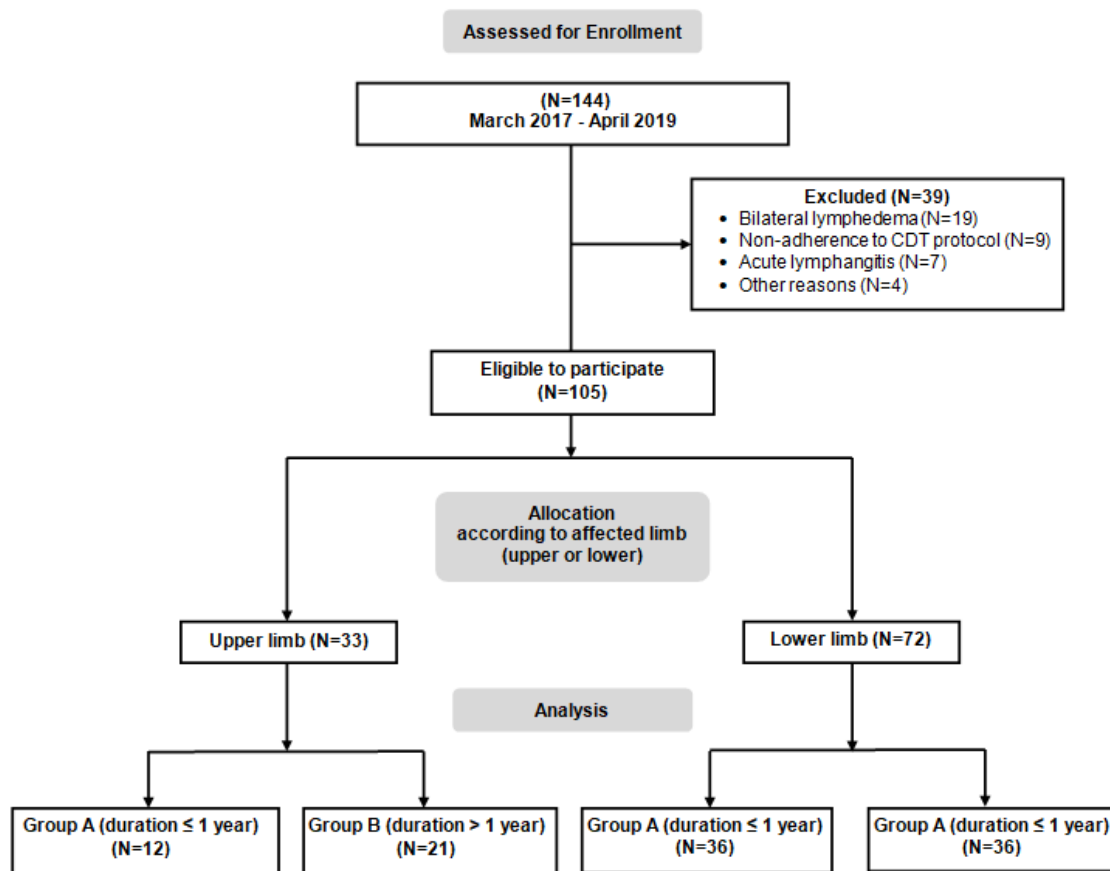 Assessed for Enrollment
(N=144)
March 2017 - April 2019
Excluded (N=39)
• Bilateral lymphedema (N=19)
• Non-adherence to CDT protocol (N=9)
• Acute lymphangitis (N=7)
• Other reasons (N=4)
Eligible to participate
(N=105)
Allocation
according to affected limb
(upper or lower)
Upper limb (N=33)
Lower limb (N=72)
Analysis
Group A (duration ≤ 1 year)
(N=12)
Group B (duration > 1 year)
(N=21)
Group A (duration ≤ 1 year)
(N=36)
Group A (duration ≤ 1 year)
(N=36)